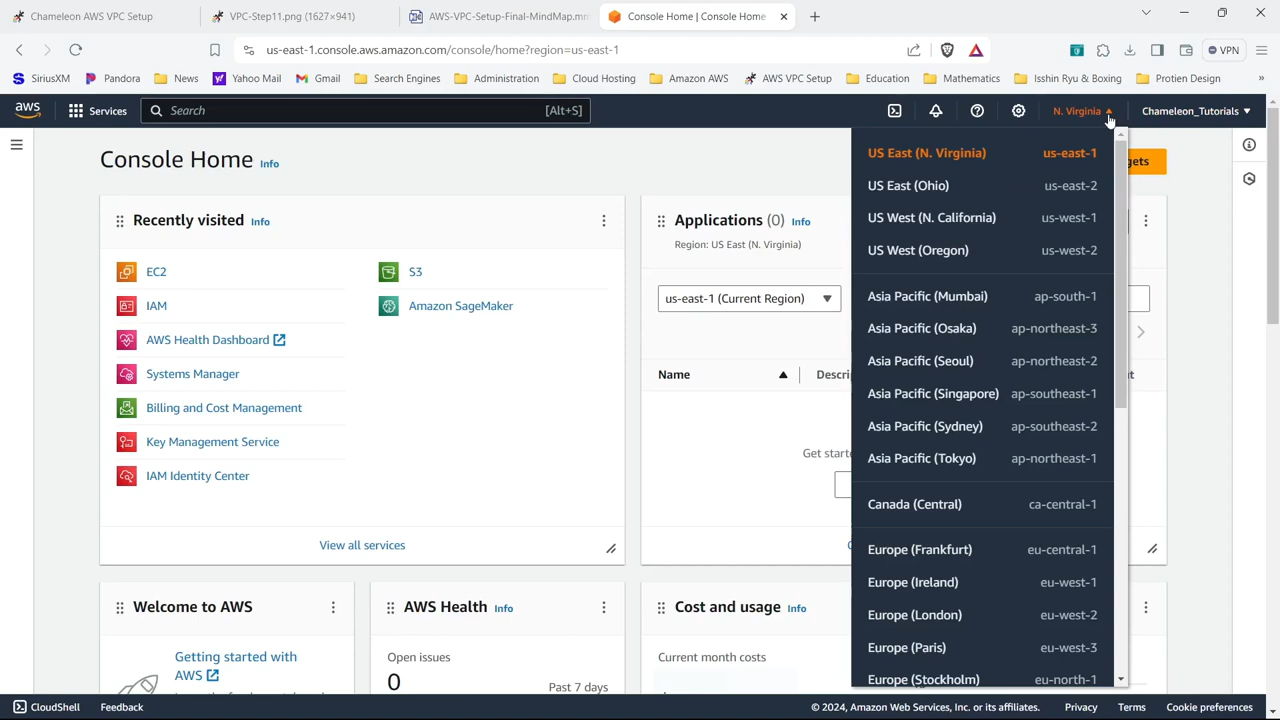 Chameleon AWS VPC Setup
VPC-Step11.png (1627×941)
AWS-VPC-Setup-Final-MindMap.mm
Console Home | Console Home
us-east-1.console.aws.amazon.com/console/home?region=us-east-1
VPN
SiriusXM
Pandora
News
Yahoo Mail
Gmail
Search Engines
Administration
Cloud Hosting
Amazon AWS
AWS VPC Setup
Education
Mathematics
Isshin Ryu & Boxing
Protien Design
»
aws
Services
Search
[Alt+S]
N. Virginia
Chameleon_Tutorials
Console Home Info
gets
Recently visited Info
EC2
S3
IAM
Amazon SageMaker
AWS Health Dashboard
Systems Manager
Billing and Cost Management
Key Management Service
IAM Identity Center
View all services
Applications (0) Info
Region: US East (N. Virginia)
us-east-1 (Current Region)
Name
Descri
t
Get starte
US East (N. Virginia) us-east-1
US East (Ohio) us-east-2
US West (N. California) us-west-1
US West (Oregon) us-west-2
Asia Pacific (Mumbai) ap-south-1
Asia Pacific (Osaka) ap-northeast-3
Asia Pacific (Seoul) ap-northeast-2
Asia Pacific (Singapore) ap-southeast-1
Asia Pacific (Sydney) ap-southeast-2
Asia Pacific (Tokyo) ap-northeast-1
Canada (Central) ca-central-1
Europe (Frankfurt) eu-central-1
Europe (Ireland) eu-west-1
Europe (London) eu-west-2
Europe (Paris) eu-west-3
Europe (Stockholm) eu-north-1
Welcome to AWS
Getting started with
AWS
AWS Health Info
Open issues
0
Past 7 days
Cost and usage Info
Current month costs
CloudShell
Feedback
© 2024, Amazon Web Services, Inc. or its affiliates.
Privacy
Terms
Cookie preferences